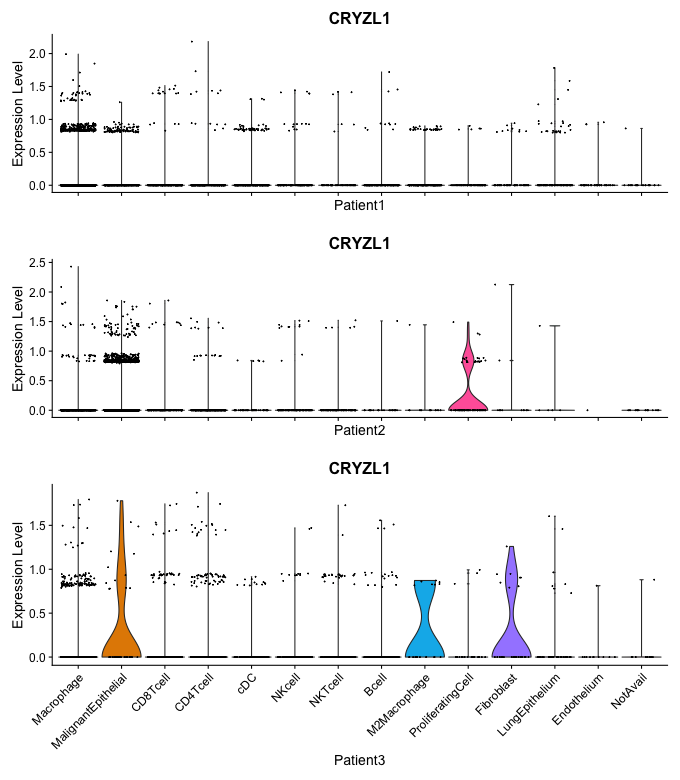 CRYZL1
Expression Level
2.0
1.5
1.0
0.5
0.0
Patient1
CRYZL1
Expression Level
2.5
2.0
1.5
1.0
0.5
0.0
Patient2
CRYZL1
Expression Level
1.5
1.0
0.5
0.0
Macrophage
MalignantEpithelial
CD8Tcell
CD4Tcell
cDC
NKcell
NKTcell
Bcell
M2Macrophage
ProliferatingCell
Fibroblast
LungEpithelium
Endothelium
NotAvail
Patient3